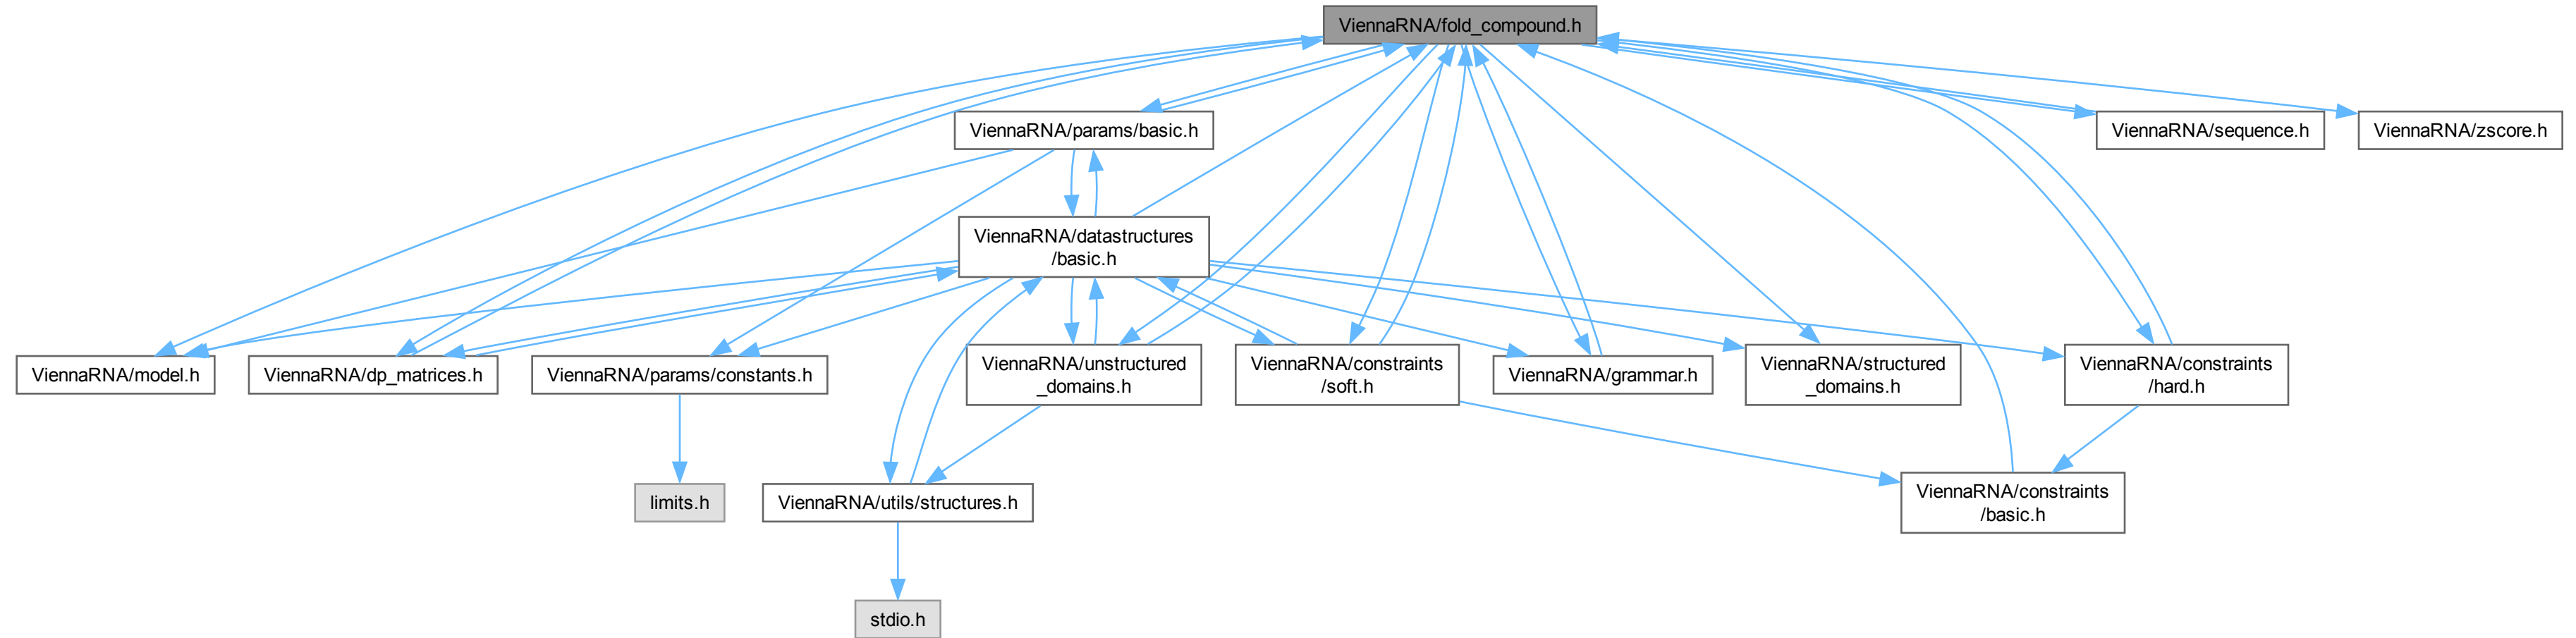 ViennaRNA/fold_compound.h
ViennaRNA/params/basic.h
ViennaRNA/sequence.h
ViennaRNA/zscore.h
ViennaRNA/datastructures
/basic.h
ViennaRNA/model.h
ViennaRNA/dp_matrices.h
ViennaRNA/params/constants.h
ViennaRNA/unstructured
_domains.h
ViennaRNA/constraints
/soft.h
ViennaRNA/grammar.h
ViennaRNA/structured
_domains.h
ViennaRNA/constraints
/hard.h
limits.h
ViennaRNA/utils/structures.h
ViennaRNA/constraints
/basic.h
stdio.h